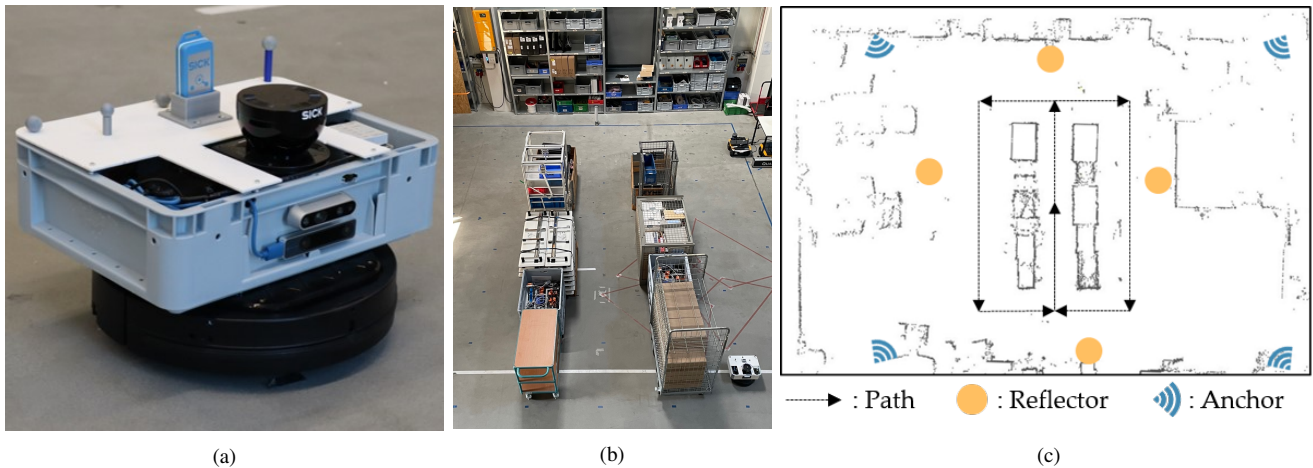 SICK
SICK
: Path
: Reflector
: Anchor
(a)
(b)
(c)